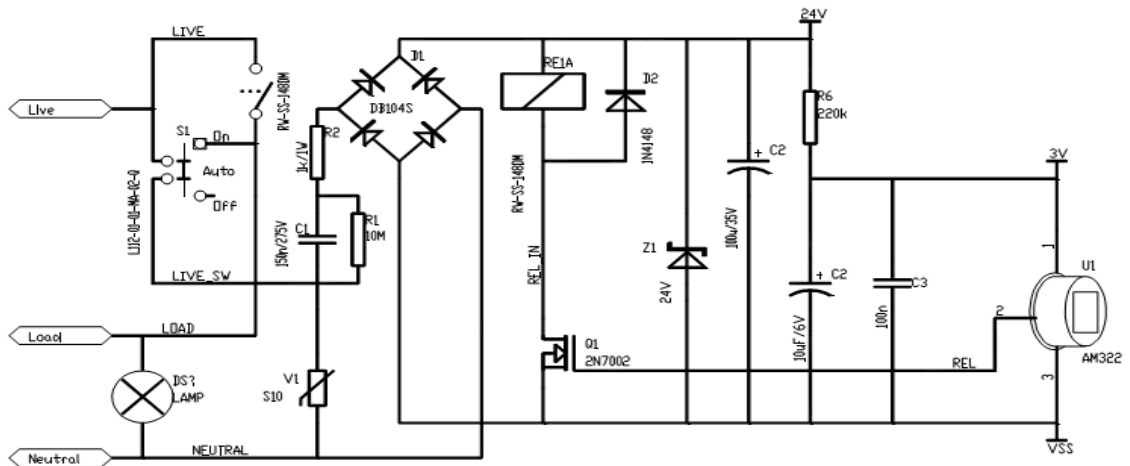 LIVE
24V
Live
RW-SS-148DM
S1
On
Auto
Off
LJ12-01-01-MA-02-Q
D1
DB104S
R2
1k/1W
C1
150n/275V
R1
10M
LIVE_SW
RE1A
RW-SS-148DM
D2
1N4148
R6
220k
C2
100u/35V
3V
Z1
24V
REL_IN
Q1
2N7002
C2
10uF/6V
C3
100n
1
U1
2
AM322
3
REL
Load
LOAD
DS?
LAMP
V1
S10
Neutral
NEUTRAL
VSS